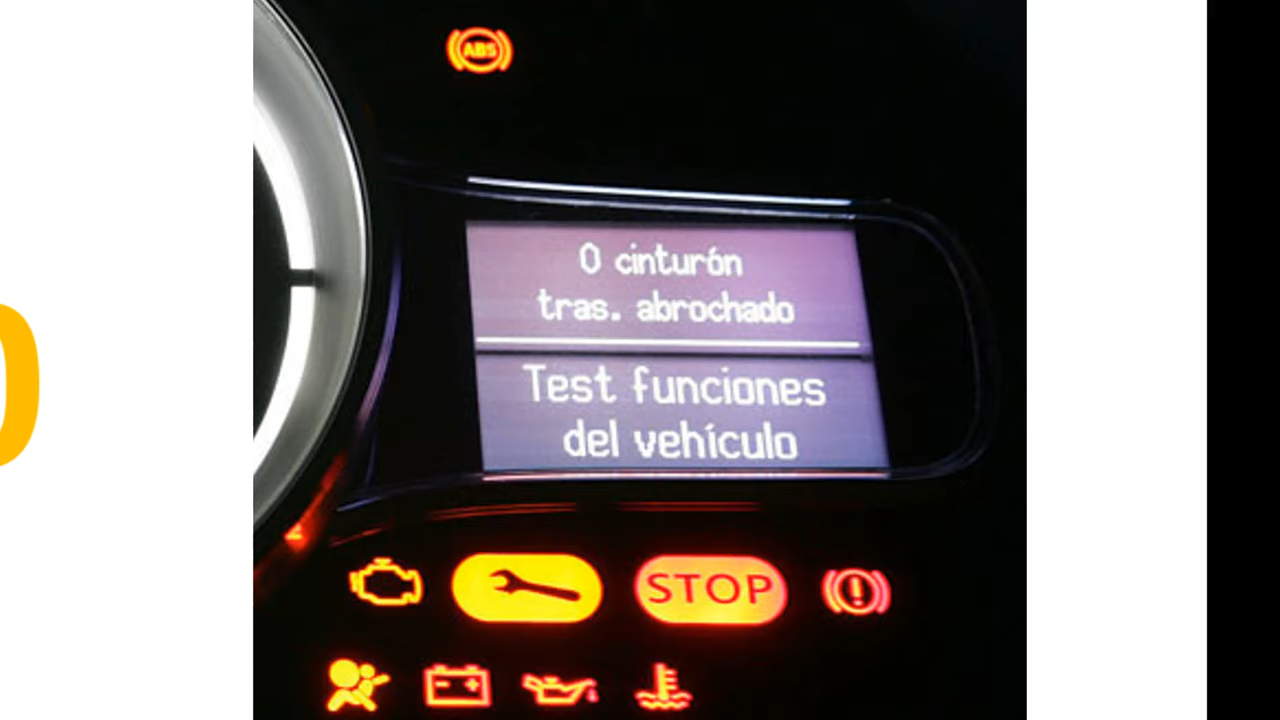 ABS
0 cinturón
tras. abrochado
Test funciones
del vehículo
STOP